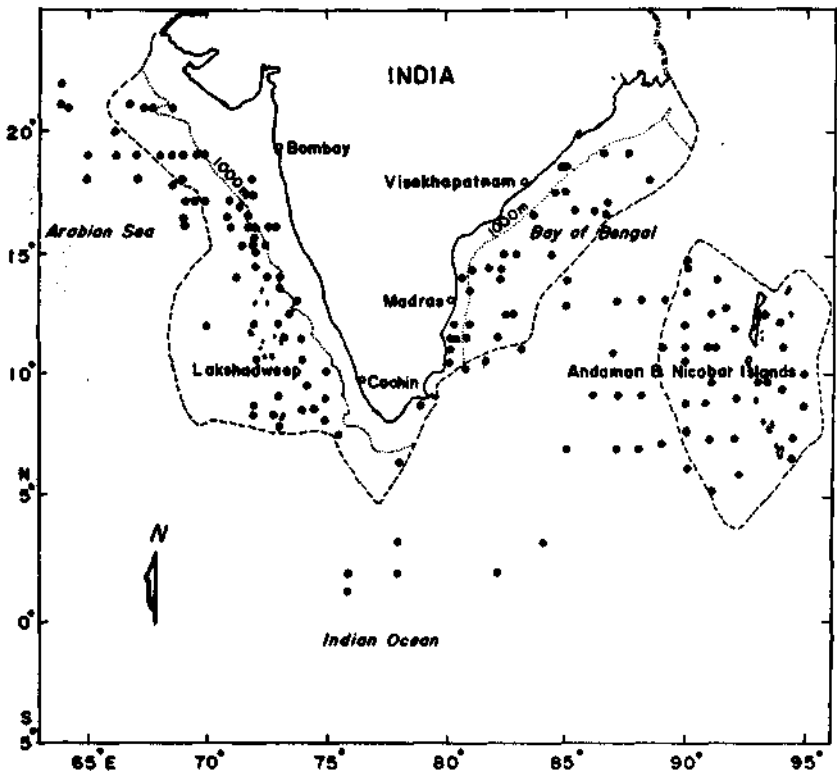 INDIA
20°
Bombay
1000m
Visakhapatnam
1000m
Arabian Sea
Bay of Bengal
15°
Madras
Lakshadweep
10°
Cochin
Andaman & Nicobar Islands
N
5°
N
0°
Indian Ocean
S
5°
65°E 70° 75° 80° 85° 90° 95°